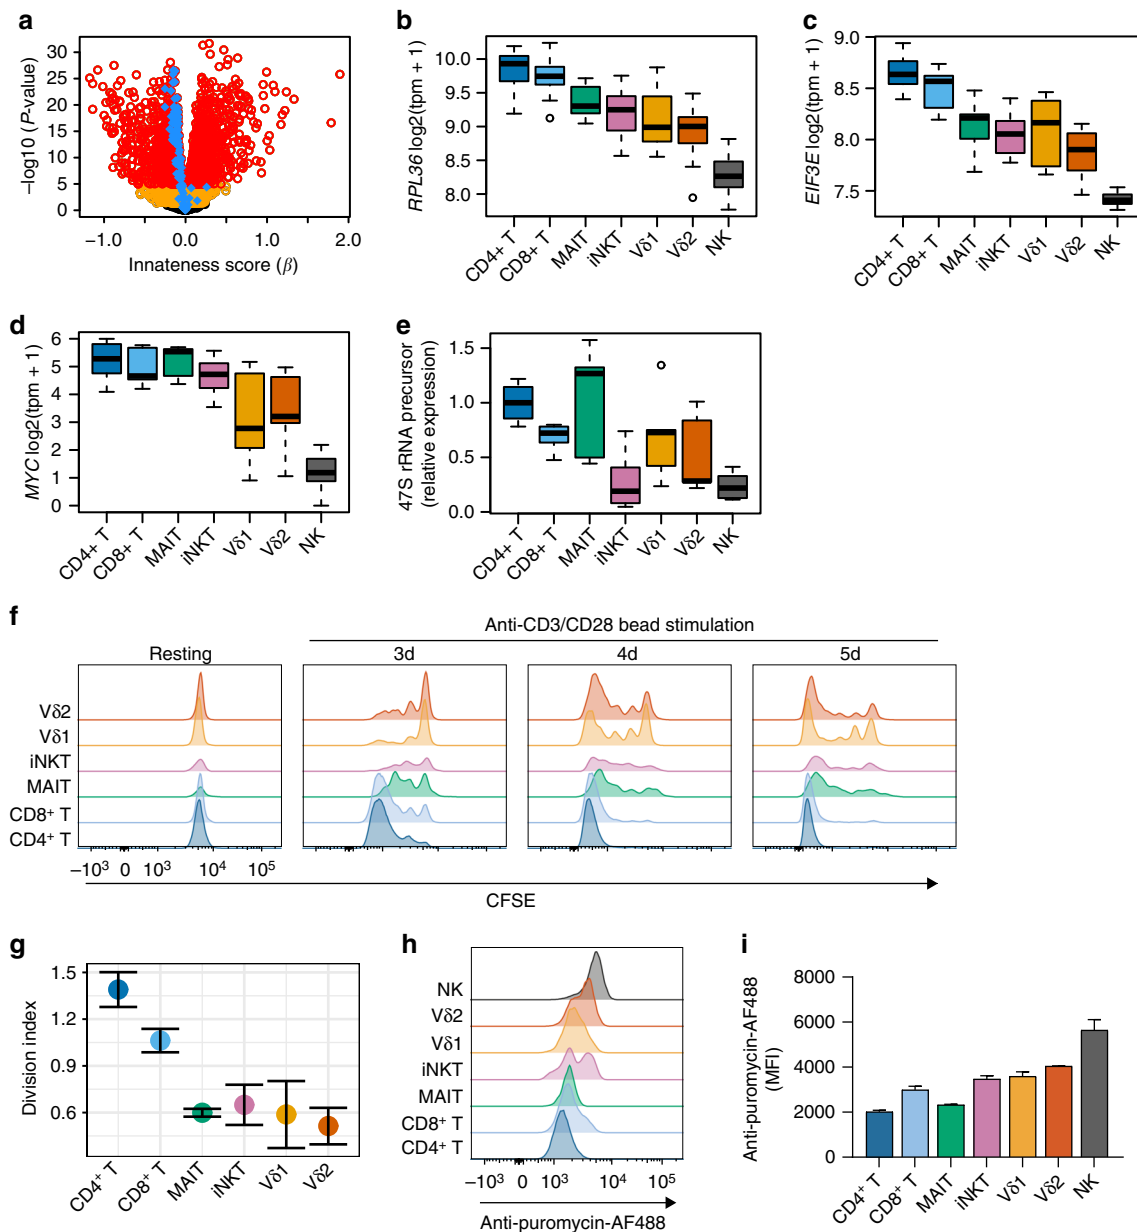 a
−log10 (P-value)
30
25
20
15
10
5
0
−1.0
0.0
1.0
2.0
Innateness score (β)
b
RPL36 log2(tpm + 1)
10.0
9.5
9.0
8.5
8.0
CD4+ T
CD8+ T
MAIT
iNKT
Vδ1
Vδ2
NK
c
EIF3E log2(tpm + 1)
9.0
8.5
8.0
7.5
CD4+ T
CD8+ T
MAIT
iNKT
Vδ1
Vδ2
NK
d
MYC log2(tpm + 1)
6
5
4
3
2
1
0
CD4+ T
CD8+ T
MAIT
iNKT
Vδ1
Vδ2
NK
e
47S rRNA precursor
(relative expression)
1.5
1.0
0.5
0.0
CD4+ T
CD8+ T
MAIT
iNKT
Vδ1
Vδ2
NK
f
Anti-CD3/CD28 bead stimulation
Resting
3d
4d
5d
Vδ2
Vδ1
iNKT
MAIT
CD8⁺ T
CD4⁺ T
−10³ 0 10³ 10⁴ 10⁵
CFSE
g
Division index
1.5
1.2
0.9
0.6
CD4⁺ T
CD8⁺ T
MAIT
iNKT
Vδ1
Vδ2
h
NK
Vδ2
Vδ1
iNKT
MAIT
CD8⁺ T
CD4⁺ T
−10³ 0 10³ 10⁴ 10⁵
Anti-puromycin-AF488
i
Anti-puromycin-AF488
(MFI)
8000
6000
4000
2000
0
CD4⁺ T
CD8⁺ T
MAIT
iNKT
Vδ1
Vδ2
NK